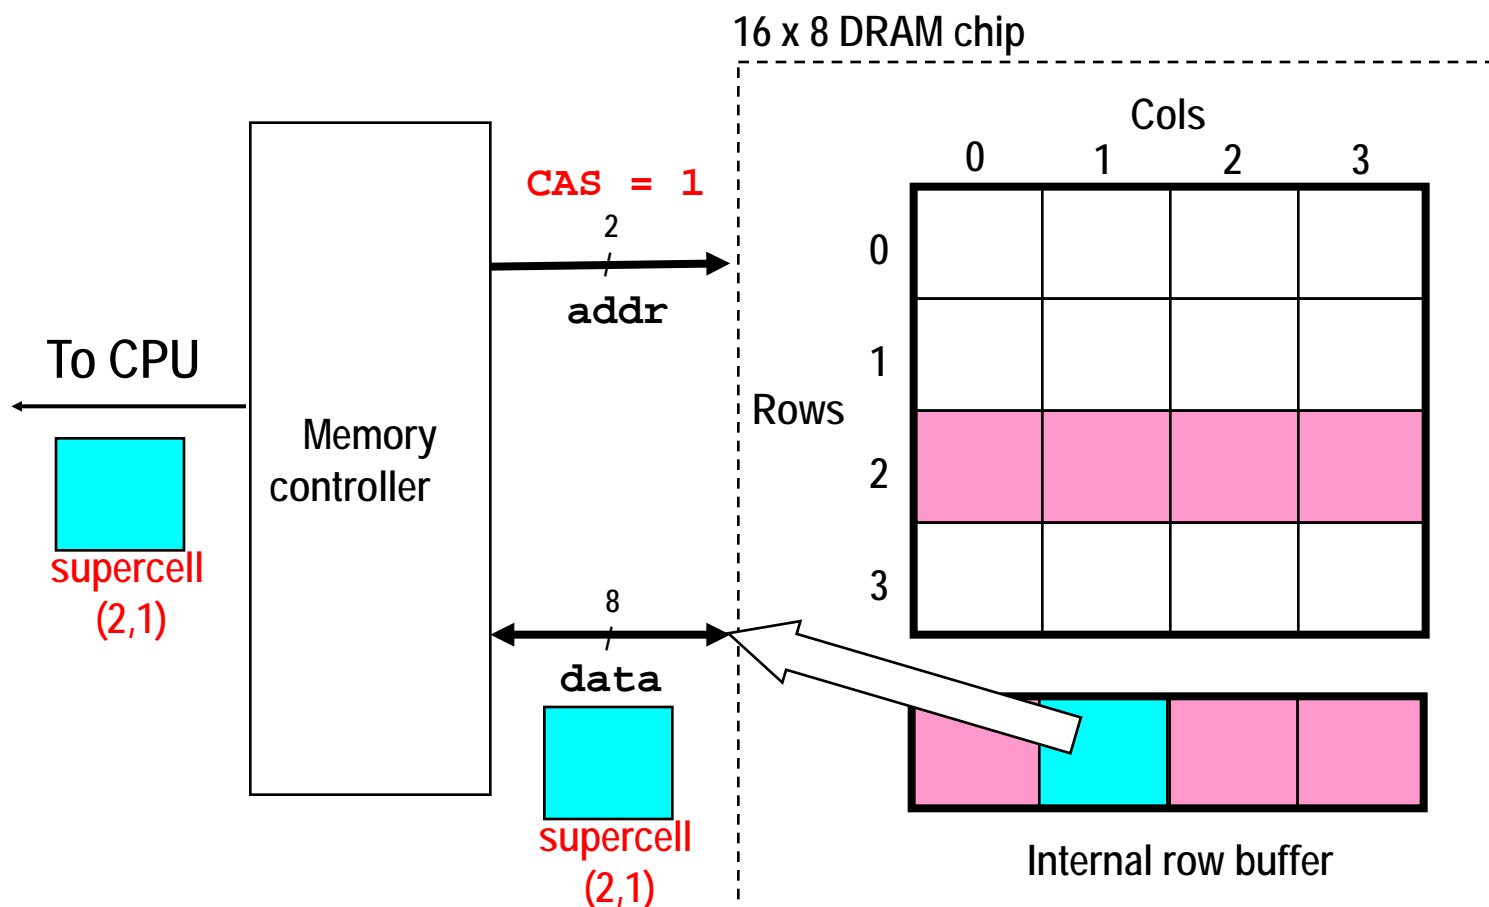 16 x 8 DRAM chip
Cols
0 1 2 3
CAS = 1
2
addr
0
1
Rows
2
3
To CPU
Memory
controller
supercell
(2,1)
8
data
supercell
(2,1)
Internal row buffer